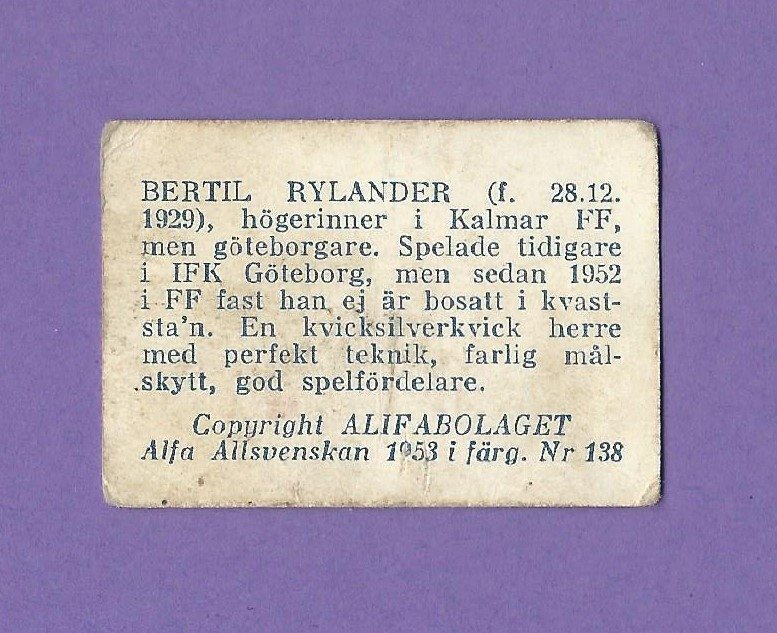 BERTIL RYLANDER (f. 28.12.
1929), högerinner i Kalmar FF,
men göteborgare. Spelade tidigare
i IFK Göteborg, men sedan 1952
i FF fast han ej är bosatt i kvast-
sta'n. En kvicksilverkvick herre
med perfekt teknik, farlig mål-
skytt, god spelfördelare.
Copyright ALIFABOLAGET
Alfa Allsvenskan 1953 i färg. Nr 138